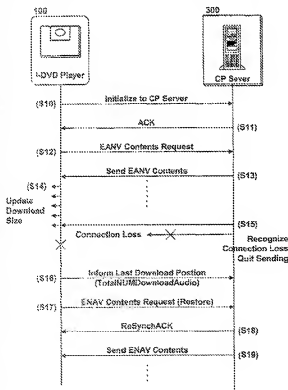 100
300
I-DVD Player
CP Sever
(S10)
Initialize to CP Server
ACK
(S11)
(S12)
EANV Contents Request
Send EANV Contents
(S13)
(S14)
Update
Download
Size
(S15)
Connection Loss
Recognize
Connection Loss
Quit Sending
(S16)
Inform Last Download Postion
(TotalNUMDownloadAudio)
(S17)
ENAV Contents Request (Restore)
ReSynchACK
(S18)
Send ENAV Contents
(S19)